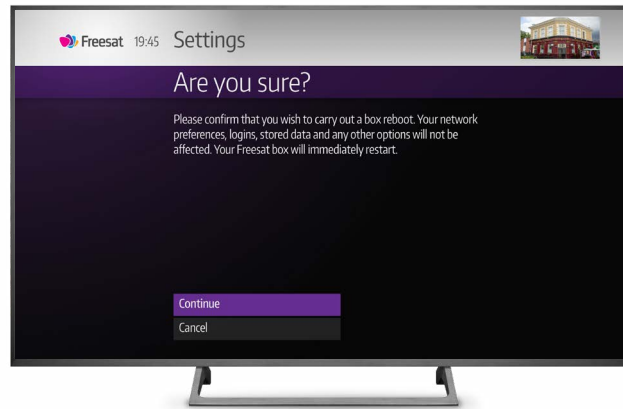 Freesat 19:45 Settings
Are you sure?
Please confirm that you wish to carry out a box reboot. Your network
preferences, logins, stored data and any other options will not be
affected. Your Freesat box will immediately restart.
Continue
Cancel